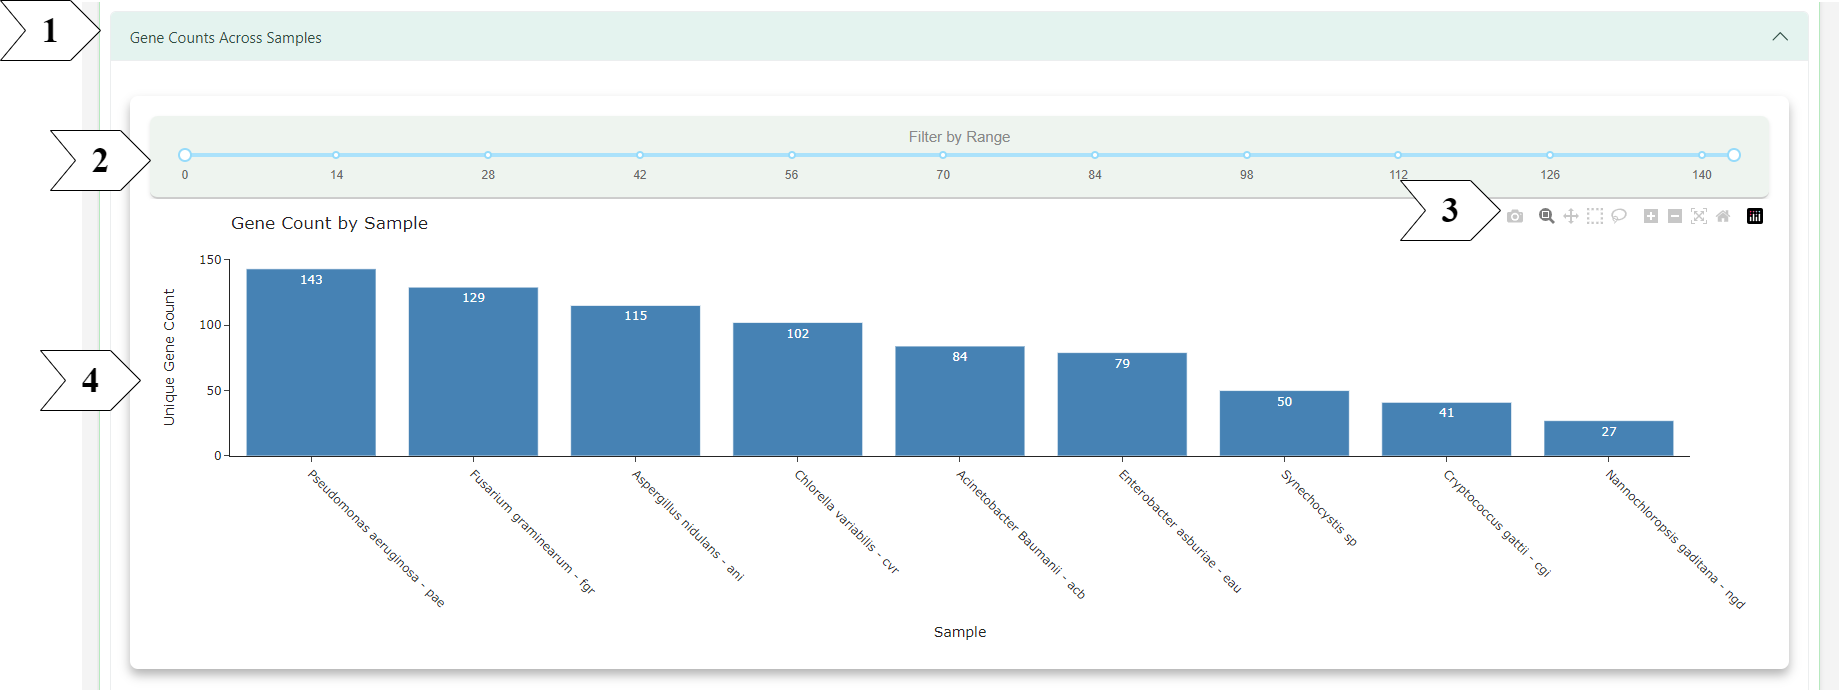 1
Gene Counts Across Samples
2
Filter by Range
0 14 28 42 56 70 84 98 112 126 140
3
Gene Count by Sample
4
Unique Gene Count
150
100
50
0
143 129 115 102 84 79 50 41 27
Pseudomonas aeruginosa - pae
Fusarium graminearum - fgr
Aspergillus nidulans - ani
Chlorella variabilis - cvr
Acinetobacter Baumanii - acb
Enterobacter asburiae - eau
Synechocystis sp
Cryptococcus gattii - cgi
Nannochloropsis gaditana - ngd
Sample